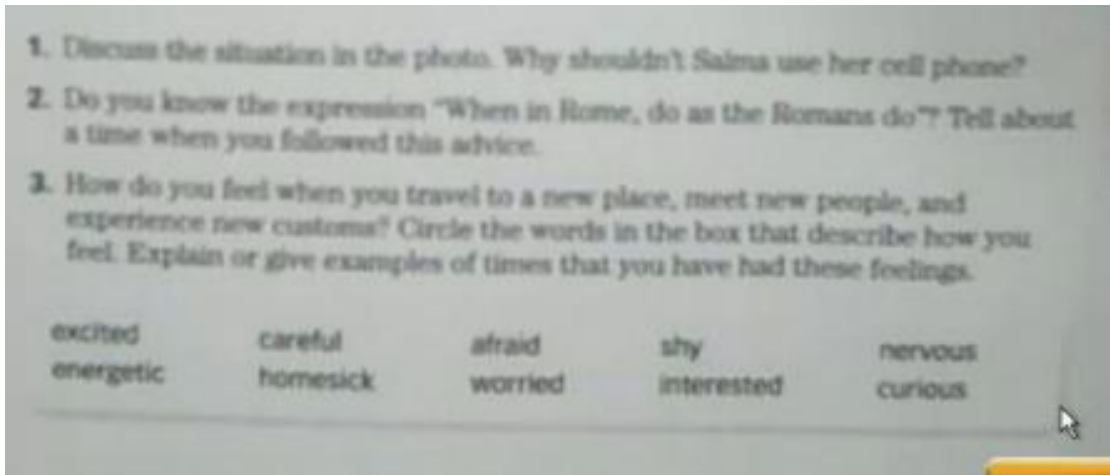 1. Discuss the situation in the photo. Why shouldn't Salma use her cell phone?
2. Do you know the expression "When in Rome, do as the Romans do"? Tell about
a time when you followed this advice.
3. How do you feel when you travel to a new place, meet new people, and
experience new customs? Circle the words in the box that describe how you
feel. Explain or give examples of times that you have had these feelings.
excited careful afraid shy nervous
energetic homesick worried interested curious